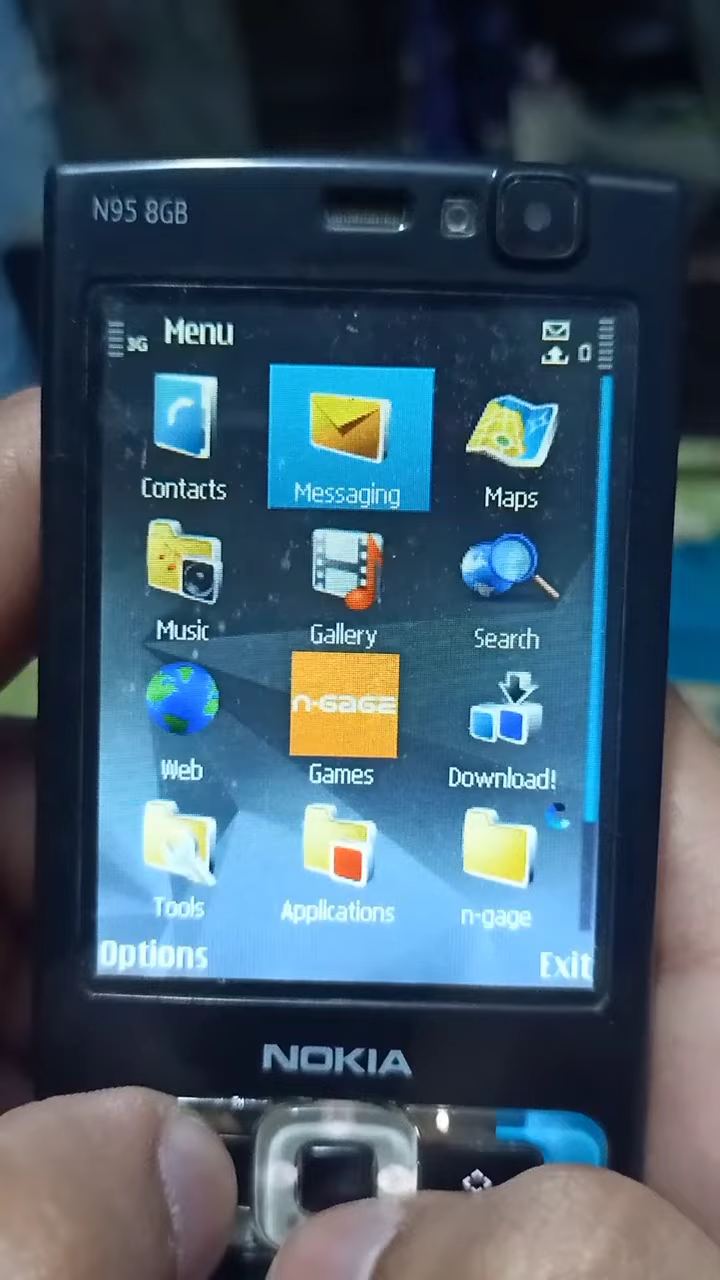 N95 8GB
3G Menu
Contacts Messaging Maps
Music Gallery Search
n-gage
Web Games Download!
Tools Applications n-gage
Options Exit
NOKIA